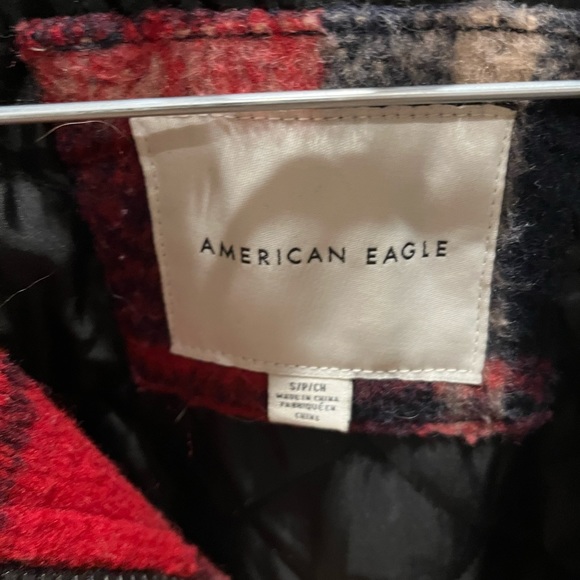 AMERICAN EAGLE
S/P/CH
MADE IN CHINA
FABRIQUÉ EN
CHINE